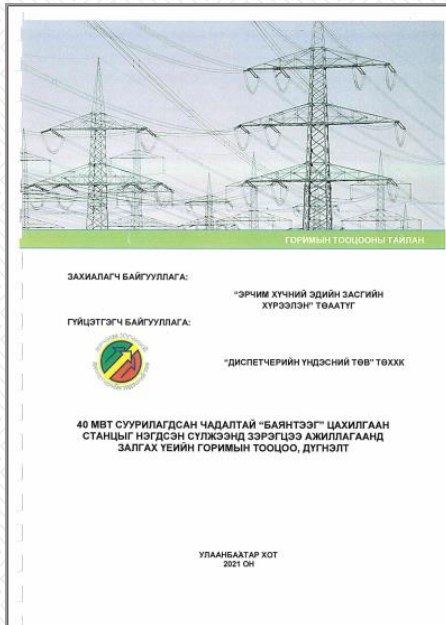 ГОРИМЫН ТООЦООНЫ ТАЙЛАН
ЗАХИАЛАГЧ БАЙГУУЛЛАГА:
"ЭРЧИМ ХҮЧНИЙ ЭДИЙН ЗАСГИЙН
ХҮРЭЭЛЭН" ТӨААТҮГ
ГҮЙЦЭТГЭГЧ БАЙГУУЛЛАГА:
"ДИСПЕТЧЕРИЙН ҮНДЭСНИЙ ТӨВ" ТӨХХК
40 МВТ СУУРИЛАГДСАН ЧАДАЛТАЙ "БАЯНТЭЭГ" ЦАХИЛГААН
СТАНЦЫГ НЭГДСЭН СҮЛЖЭЭНД ЗЭРЭГЦЭЭ АЖИЛЛАГААНД
ЗАЛГАХ ҮЕИЙН ГОРИМЫН ТООЦОО, ДҮГНЭЛТ
УЛААНБААТАР ХОТ
2021 ОН